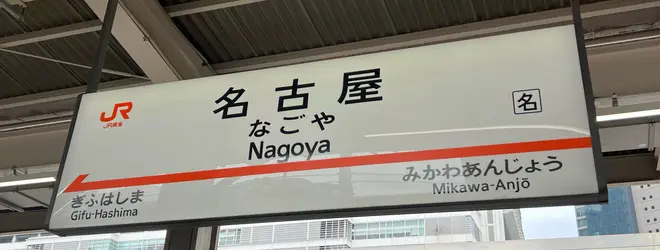 JR
JR東海
名古屋
なごや
Nagoya
名
ぎふはしま
Gifu-Hashima
みかわあんじょう
Mikawa-Anjō